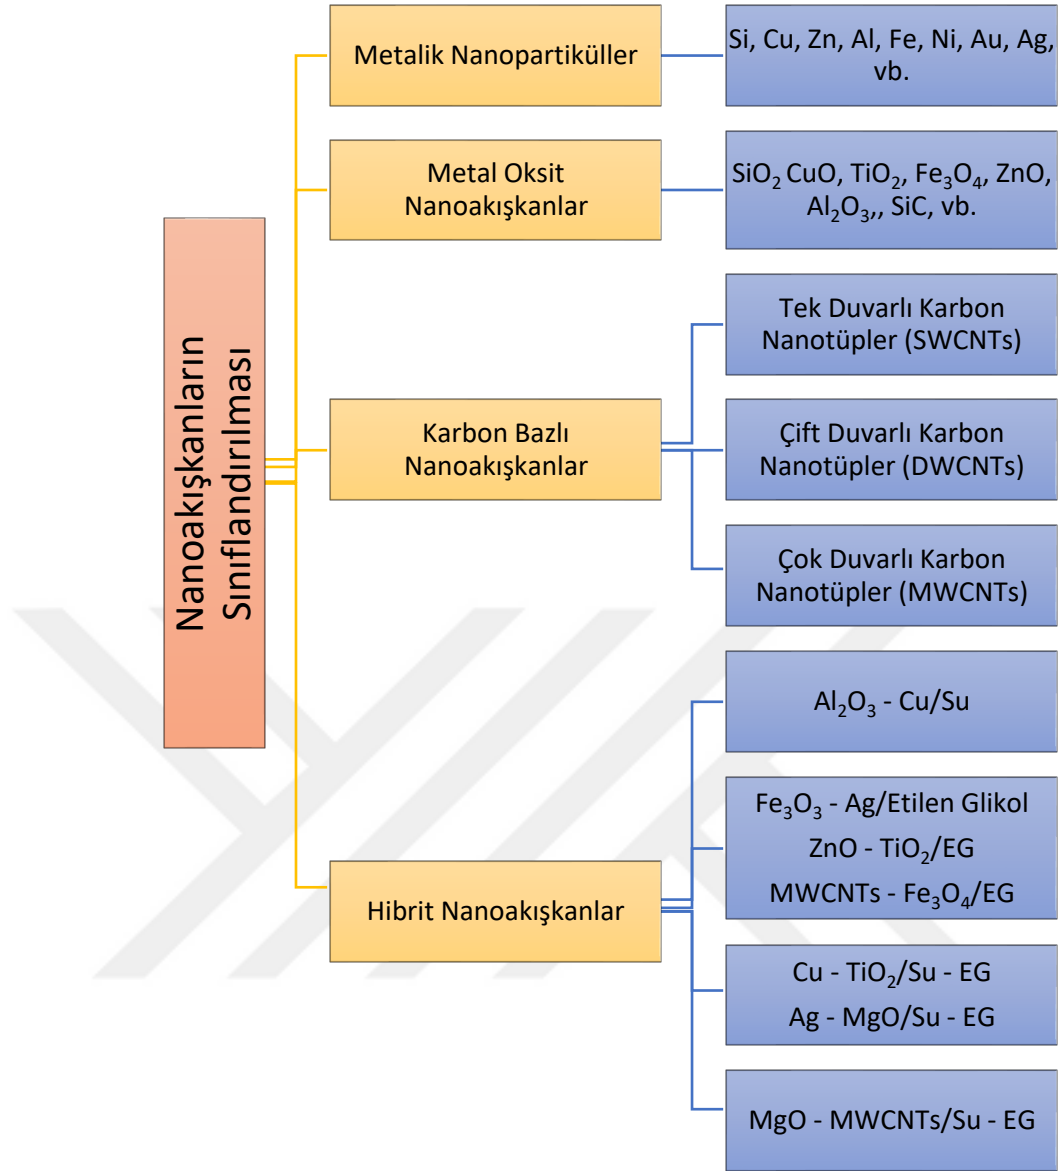 Nanoakışkanların
Sınıflandırılması
Metalik Nanopartiküller
Si, Cu, Zn, Al, Fe, Ni, Au, Ag,
vb.
Metal Oksit
Nanoakışkanlar
SiO₂ CuO, TiO₂, Fe₃O₄, ZnO,
Al₂O₃,, SiC, vb.
Karbon Bazlı
Nanoakışkanlar
Tek Duvarlı Karbon
Nanotüpler (SWCNTs)
Çift Duvarlı Karbon
Nanotüpler (DWCNTs)
Çok Duvarlı Karbon
Nanotüpler (MWCNTs)
Hibrit Nanoakışkanlar
Al₂O₃ - Cu/Su
Fe₃O₃ - Ag/Etilen Glikol
ZnO - TiO₂/EG
MWCNTs - Fe₃O₄/EG
Cu - TiO₂/Su - EG
Ag - MgO/Su - EG
MgO - MWCNTs/Su - EG